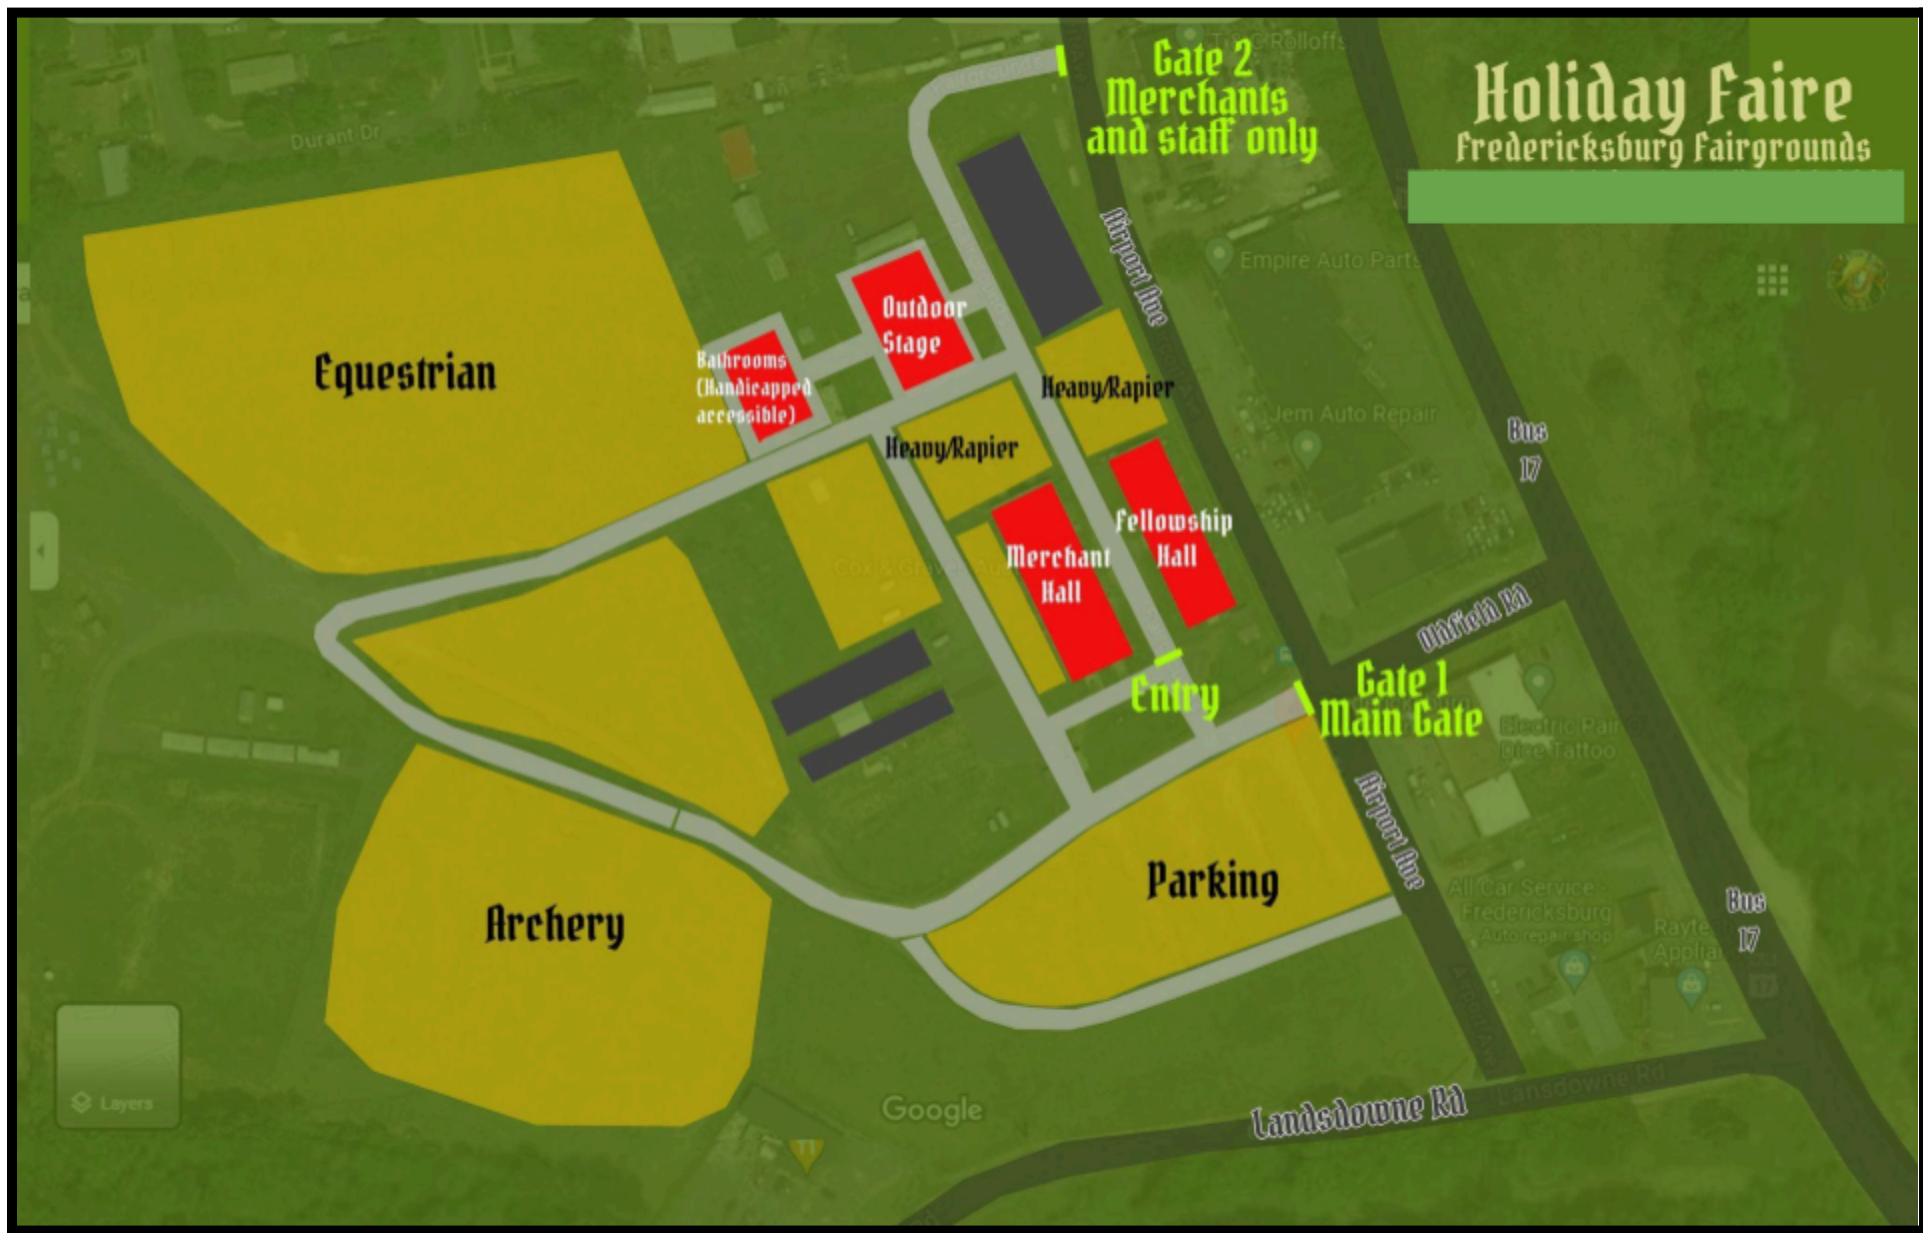 Holiday Faire
Fredericksburg Fairgrounds
Gate 2
Merchants
and staff only
Durant Dr
Airport Ave
Empire Auto Parts
Equestrian
Outdoor
Stage
Bathrooms
(Handicapped
accessible)
Heavy/Rapier
Heavy/Rapier
Jem Auto Repair
Bus
17
Fellowship
Hall
Merchant
Hall
Oldfield Rd
Entry
Gate 1
Main Gate
Electric Pair
Dice Tattoo
Airport Ave
Parking
Archery
All Car Service -
Fredericksburg
Auto repair shop
Bus
17
17
Layers
Google
Landsdowne Rd
Lansdowne Rd